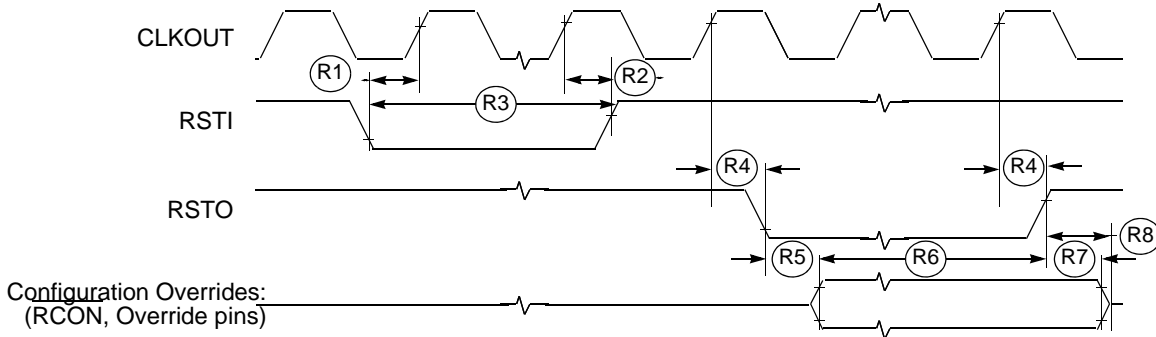 CLKOUT
R1
R2
R3
RSTI
R4
R4
RSTO
R8
R5
R6
R7
Configuration Overrides:
(RCON, Override pins)